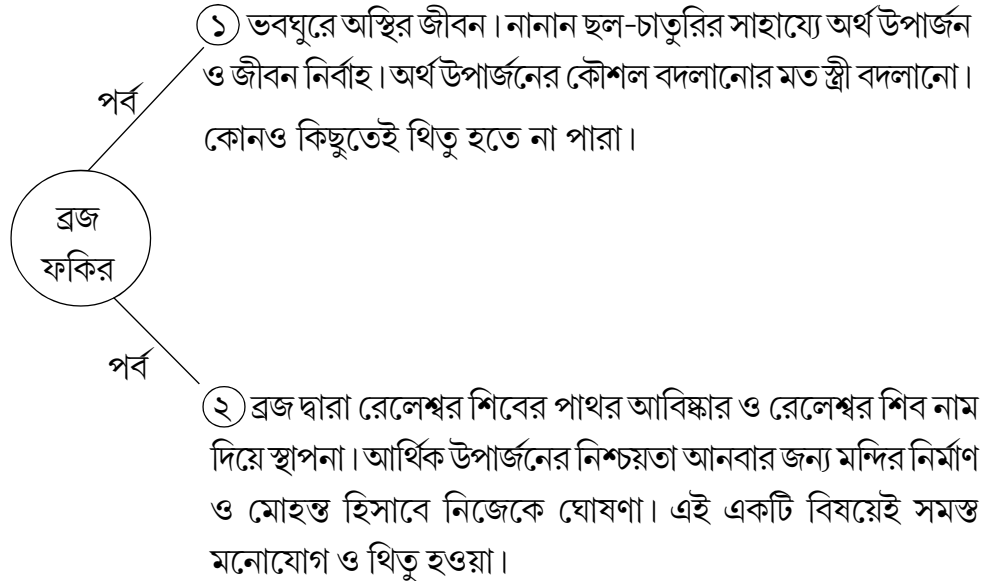 ১ ভবঘুরে অস্থির জীবন। নানান ছল-চাতুরির সাহায্যে অর্থ উপার্জন
ও জীবন নির্বাহ। অর্থ উপার্জনের কৌশল বদলানোর মত স্ত্রী বদলানো।
কোনও কিছুতেই থিতু হতে না পারা।
পর্ব
ব্রজ
ফকির
পর্ব
২ ব্রজ দ্বারা রেলেশ্বর শিবের পাথর আবিষ্কার ও রেলেশ্বর শিব নাম
দিয়ে স্থাপনা। আর্থিক উপার্জনের নিশ্চয়তা আনবার জন্য মন্দির নির্মাণ
ও মোহন্ত হিসাবে নিজেকে ঘোষণা। এই একটি বিষয়েই সমস্ত
মনোযোগ ও থিতু হওয়া।